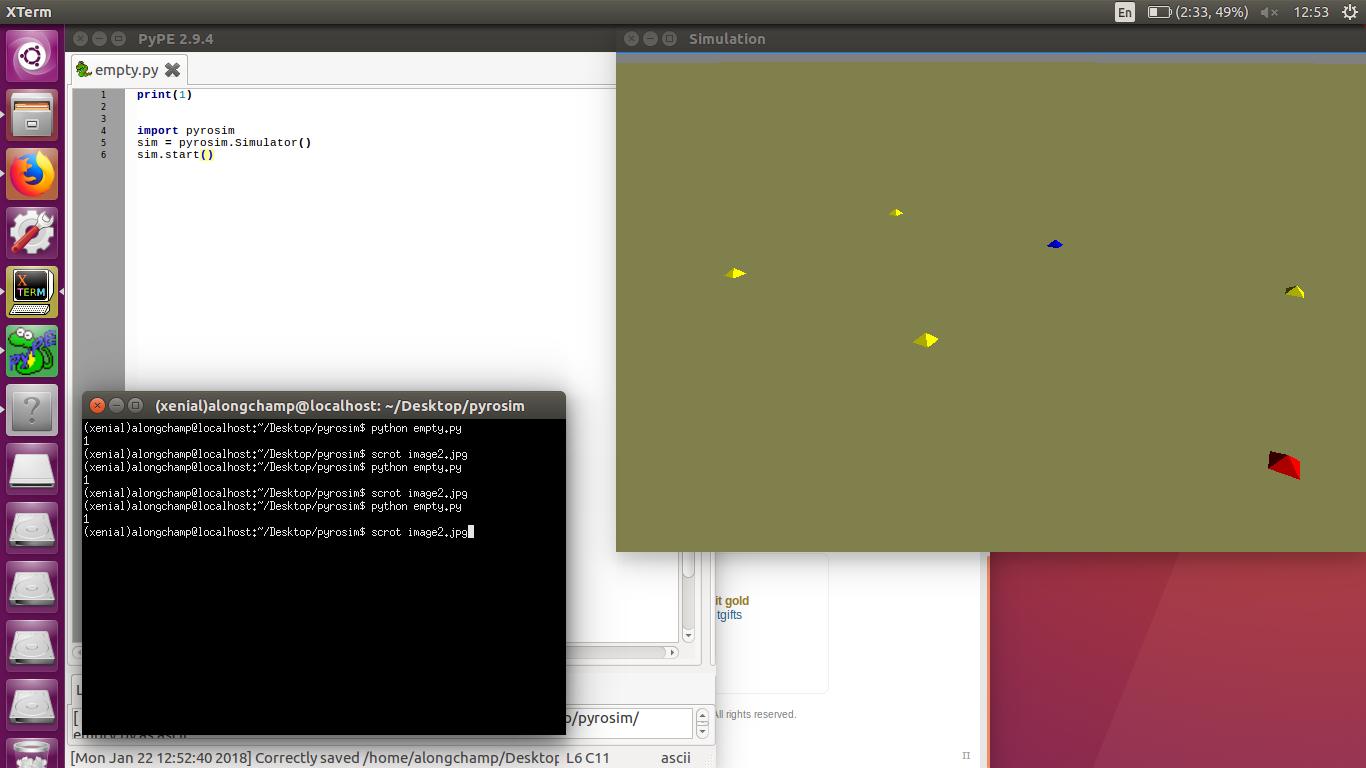 XTerm
En
(2:33, 49%)
12:53
PyPE 2.9.4
Simulation
empty.py
1 print(1)
2
3
4 import pyrosim
5 sim = pyrosim.Simulator()
6 sim.start()
X
TERM
(xenial)alongchamp@localhost: ~/Desktop/pyrosim
(xenial)alongchamp@localhost:~/Desktop/pyrosim$ python empty.py
1
(xenial)alongchamp@localhost:~/Desktop/pyrosim$ scrot image2.jpg
(xenial)alongchamp@localhost:~/Desktop/pyrosim$ python empty.py
1
(xenial)alongchamp@localhost:~/Desktop/pyrosim$ scrot image2.jpg
(xenial)alongchamp@localhost:~/Desktop/pyrosim$ python empty.py
1
(xenial)alongchamp@localhost:~/Desktop/pyrosim$ scrot image2.jpg
it gold
tgifts
All rights reserved.
L
[
p/pyrosim/
[Mon Jan 22 12:52:40 2018] Correctly saved /home/alongchamp/Desktop
L6 C11
ascii
π